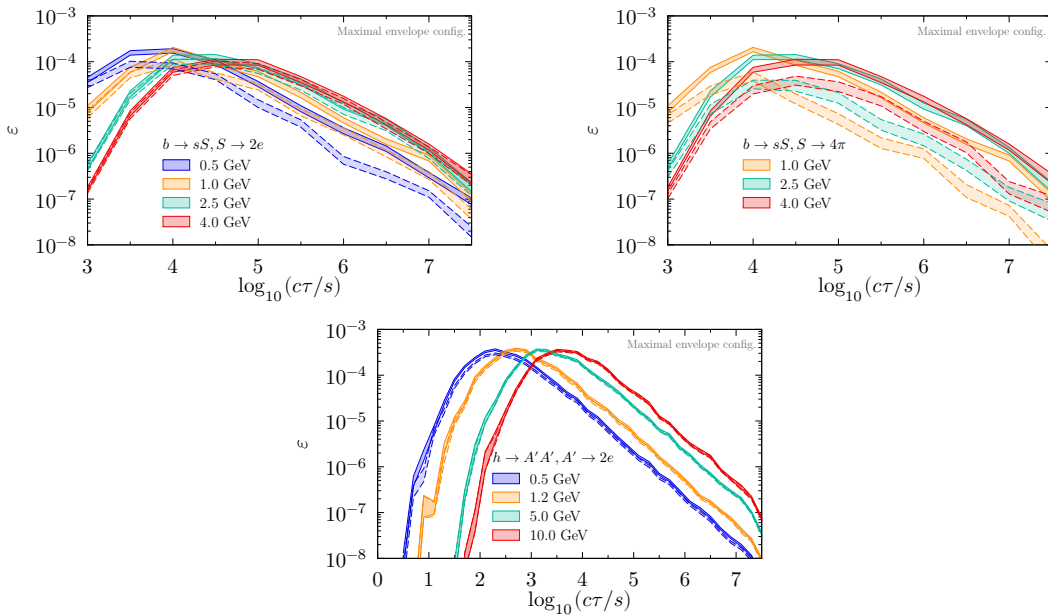 10⁻³
10⁻⁴
10⁻⁵
10⁻⁶
10⁻⁷
10⁻⁸
ε
Maximal envelope config.
b → sS, S → 2e
0.5 GeV
1.0 GeV
2.5 GeV
4.0 GeV
3 4 5 6 7
log₁₀(cτ/s)
10⁻³
10⁻⁴
10⁻⁵
10⁻⁶
10⁻⁷
10⁻⁸
ε
Maximal envelope config.
b → sS, S → 4π
1.0 GeV
2.5 GeV
4.0 GeV
3 4 5 6 7
log₁₀(cτ/s)
10⁻³
10⁻⁴
10⁻⁵
10⁻⁶
10⁻⁷
10⁻⁸
ε
Maximal envelope config.
h → A′A′, A′ → 2e
0.5 GeV
1.2 GeV
5.0 GeV
10.0 GeV
0 1 2 3 4 5 6 7
log₁₀(cτ/s)